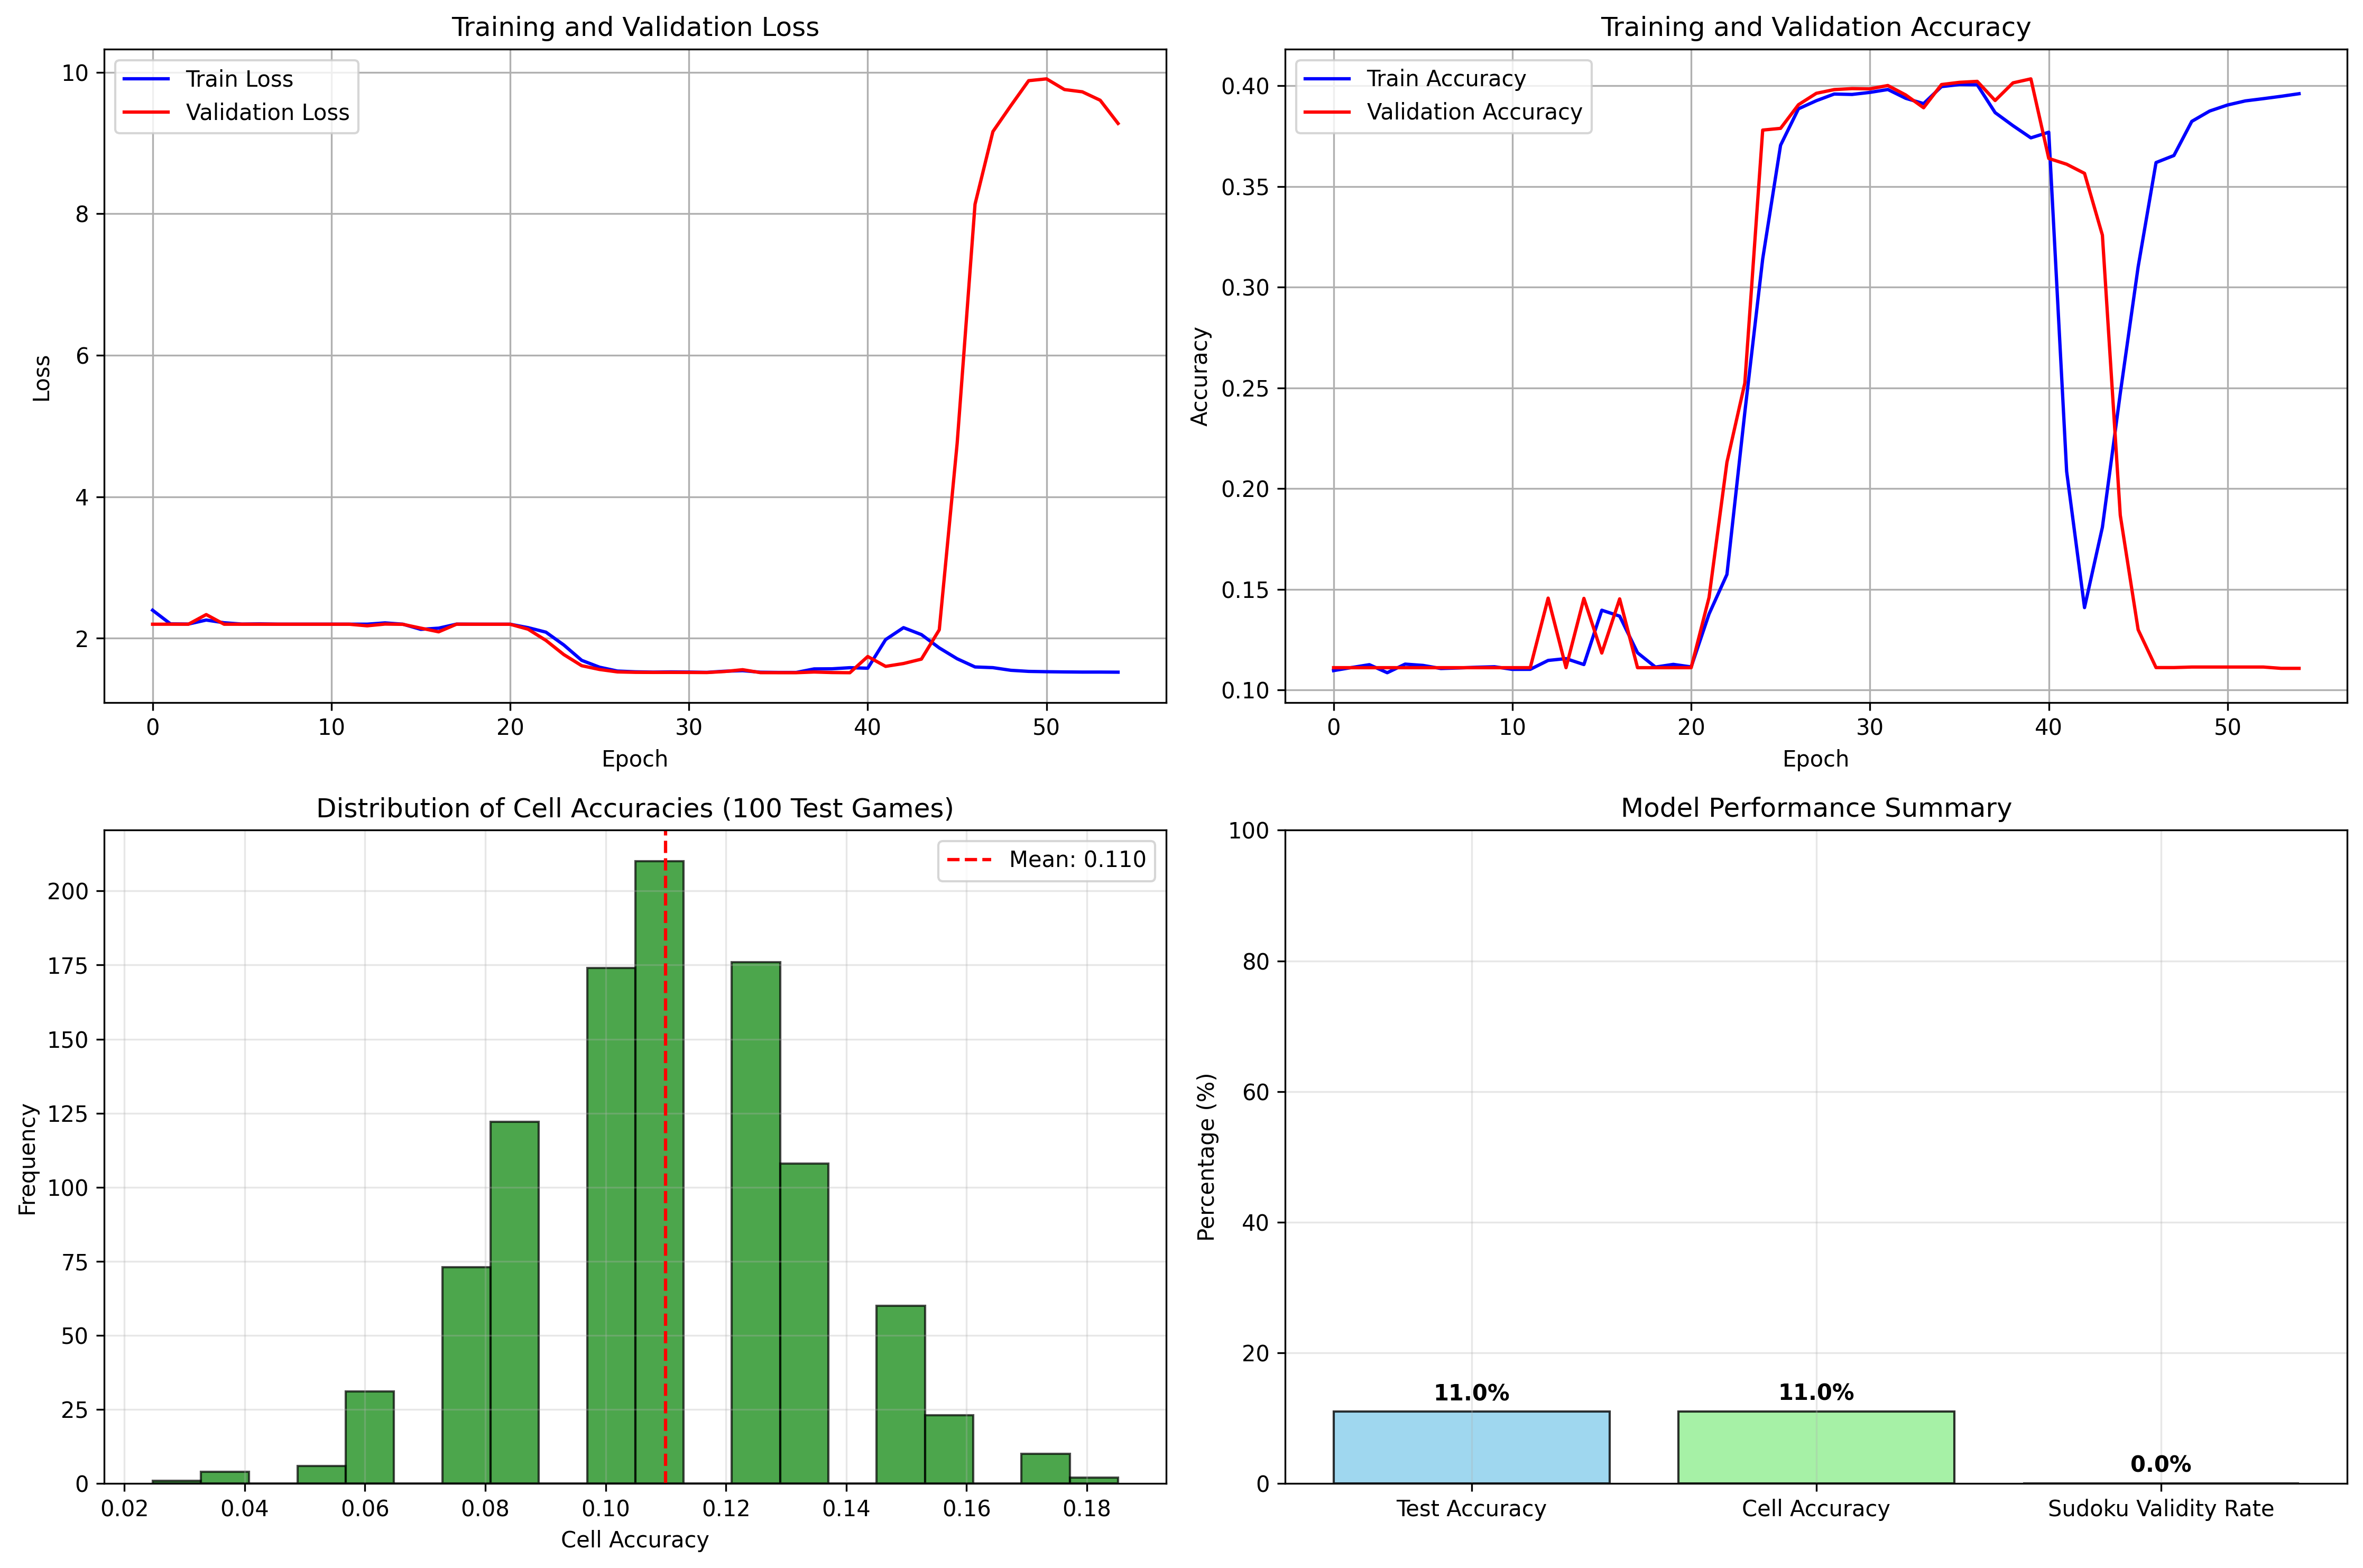 Training and Validation Loss
Train Loss
Validation Loss
Loss
10
8
6
4
2
0 10 20 30 40 50
Epoch
Training and Validation Accuracy
Train Accuracy
Validation Accuracy
Accuracy
0.40
0.35
0.30
0.25
0.20
0.15
0.10
0 10 20 30 40 50
Epoch
Distribution of Cell Accuracies (100 Test Games)
Mean: 0.110
Frequency
200
175
150
125
100
75
50
25
0
0.02 0.04 0.06 0.08 0.10 0.12 0.14 0.16 0.18
Cell Accuracy
Model Performance Summary
Percentage (%)
100
80
60
40
20
0
11.0% 11.0% 0.0%
Test Accuracy Cell Accuracy Sudoku Validity Rate